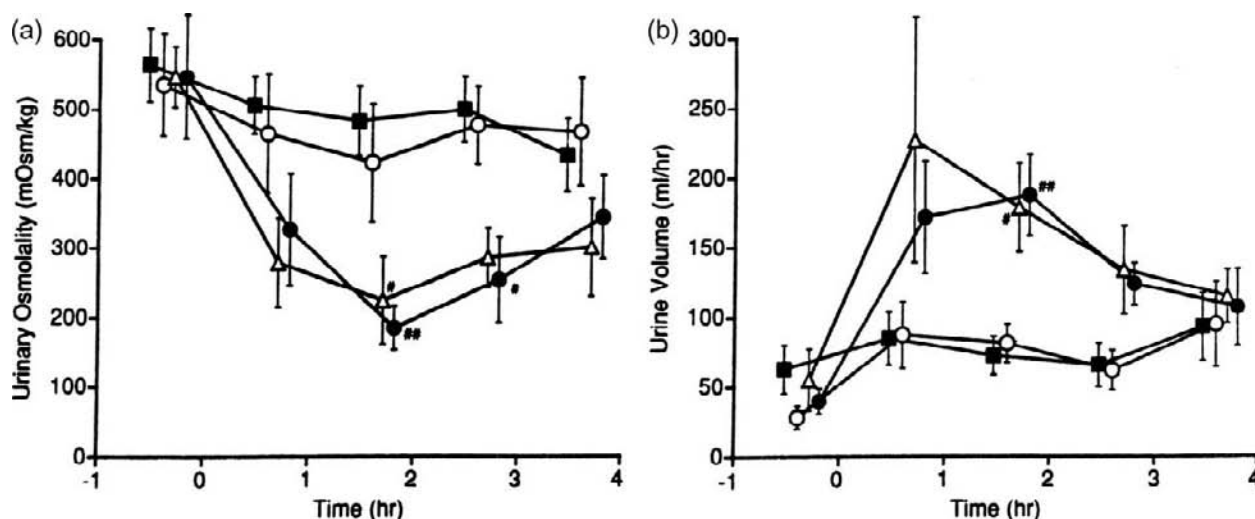 (a)
600
500
400
300
200
100
0
Urinary Osmolality (mOsm/kg)
#
##
#
-1 0 1 2 3 4
Time (hr)
(b)
300
250
200
150
100
50
0
Urine Volume (ml/hr)
#
##
-1 0 1 2 3 4
Time (hr)